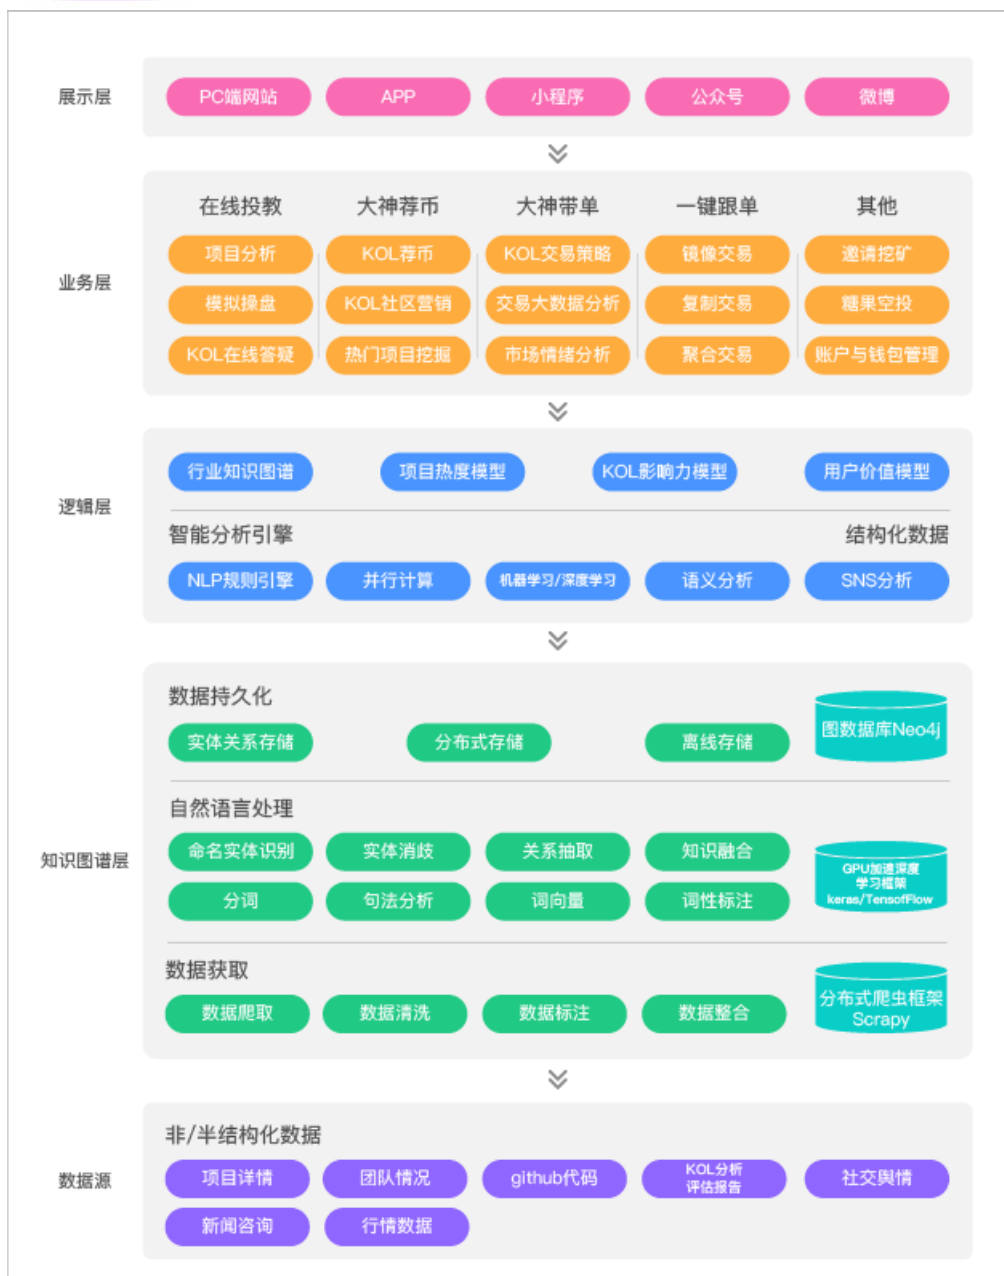 展示层
PC端网站 APP 小程序 公众号 微博
业务层
在线投教 大神荐币 大神带单 一键跟单 其他
项目分析 KOL荐币 KOL交易策略 镜像交易 邀请挖矿
模拟操盘 KOL社区营销 交易大数据分析 复制交易 糖果空投
KOL在线答疑 热门项目挖掘 市场情绪分析 聚合交易 账户与钱包管理
逻辑层
行业知识图谱 项目热度模型 KOL影响力模型 用户价值模型
智能分析引擎 结构化数据
NLP规则引擎 并行计算 机器学习/深度学习 语义分析 SNS分析
知识图谱层
数据持久化
实体关系存储 分布式存储 离线存储
图数据库Neo4j
自然语言处理
命名实体识别 实体消歧 关系抽取 知识融合
分词 句法分析 词向量 词性标注
GPU加速深度
学习框架
keras/TensofFlow
数据获取
数据爬取 数据清洗 数据标注 数据整合
分布式爬虫框架
Scrapy
数据源
非/半结构化数据
项目详情 团队情况 github代码 KOL分析
评估报告
社交舆情
新闻咨询 行情数据